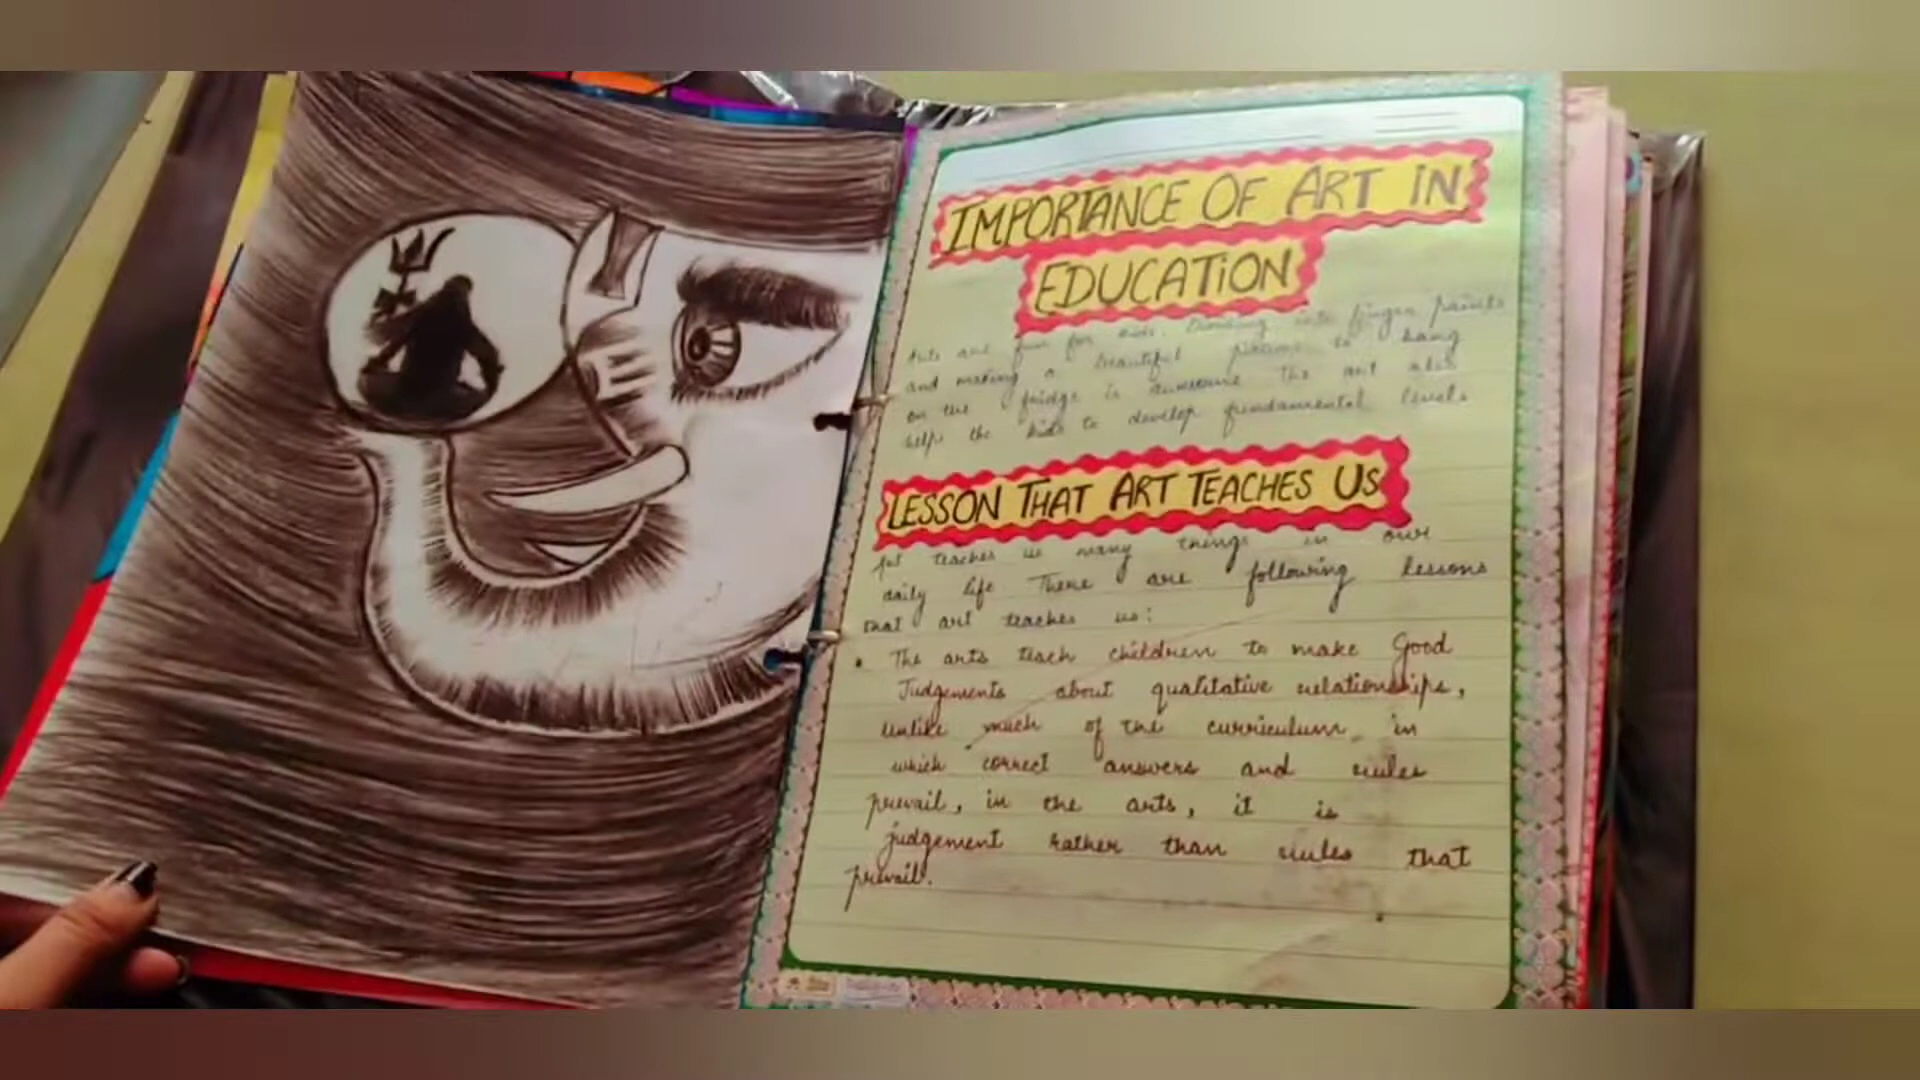 IMPORTANCE OF ART IN
EDUCATION
Arts are fun for kids. Dunking into finger paints
and making a beautiful picture to hang
on the fridge is awesome The art also
help the kids to develop fundamental levels
LESSON THAT ART TEACHES US
Art teaches us many things in our
daily life There are following lessons
that art teaches us:
• The arts teach children to make Good
Judgements about qualitative relationships,
unlike much of the curriculum in
which correct answers and rules
prevail, in the arts, it is
judgement rather than rules that
prevail.